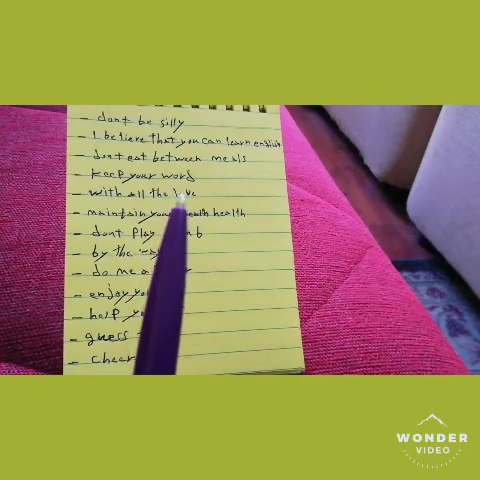 - dont be silly
- I believe that you can learn english
- dont eat between meals
- keep your word
- with all the
- maintain your health
- dont play
- by the
- do me a
- enjoy
- help
- guess
- cheer
WONDER
VIDEO